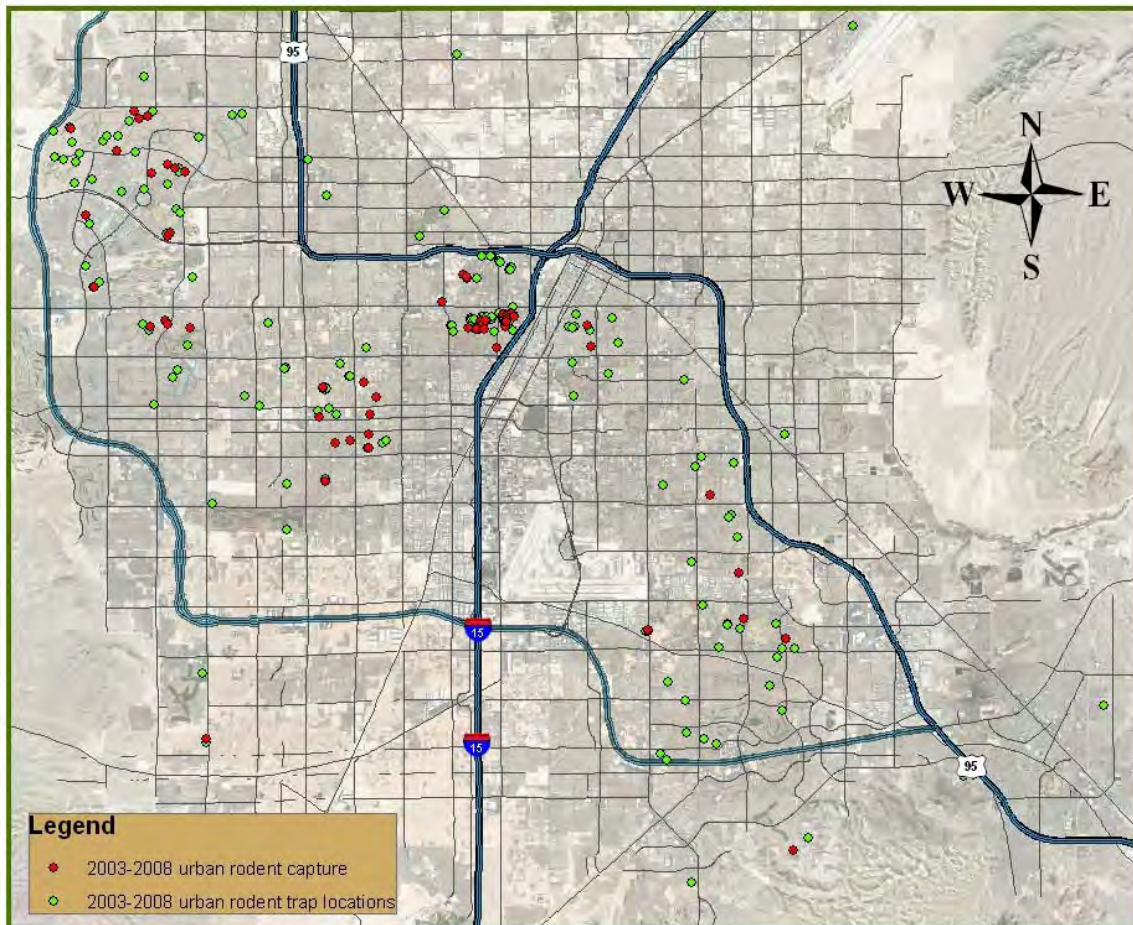 95
N
W
E
S
15
15
95
Legend
2003-2008 urban rodent capture
2003-2008 urban rodent trap locations